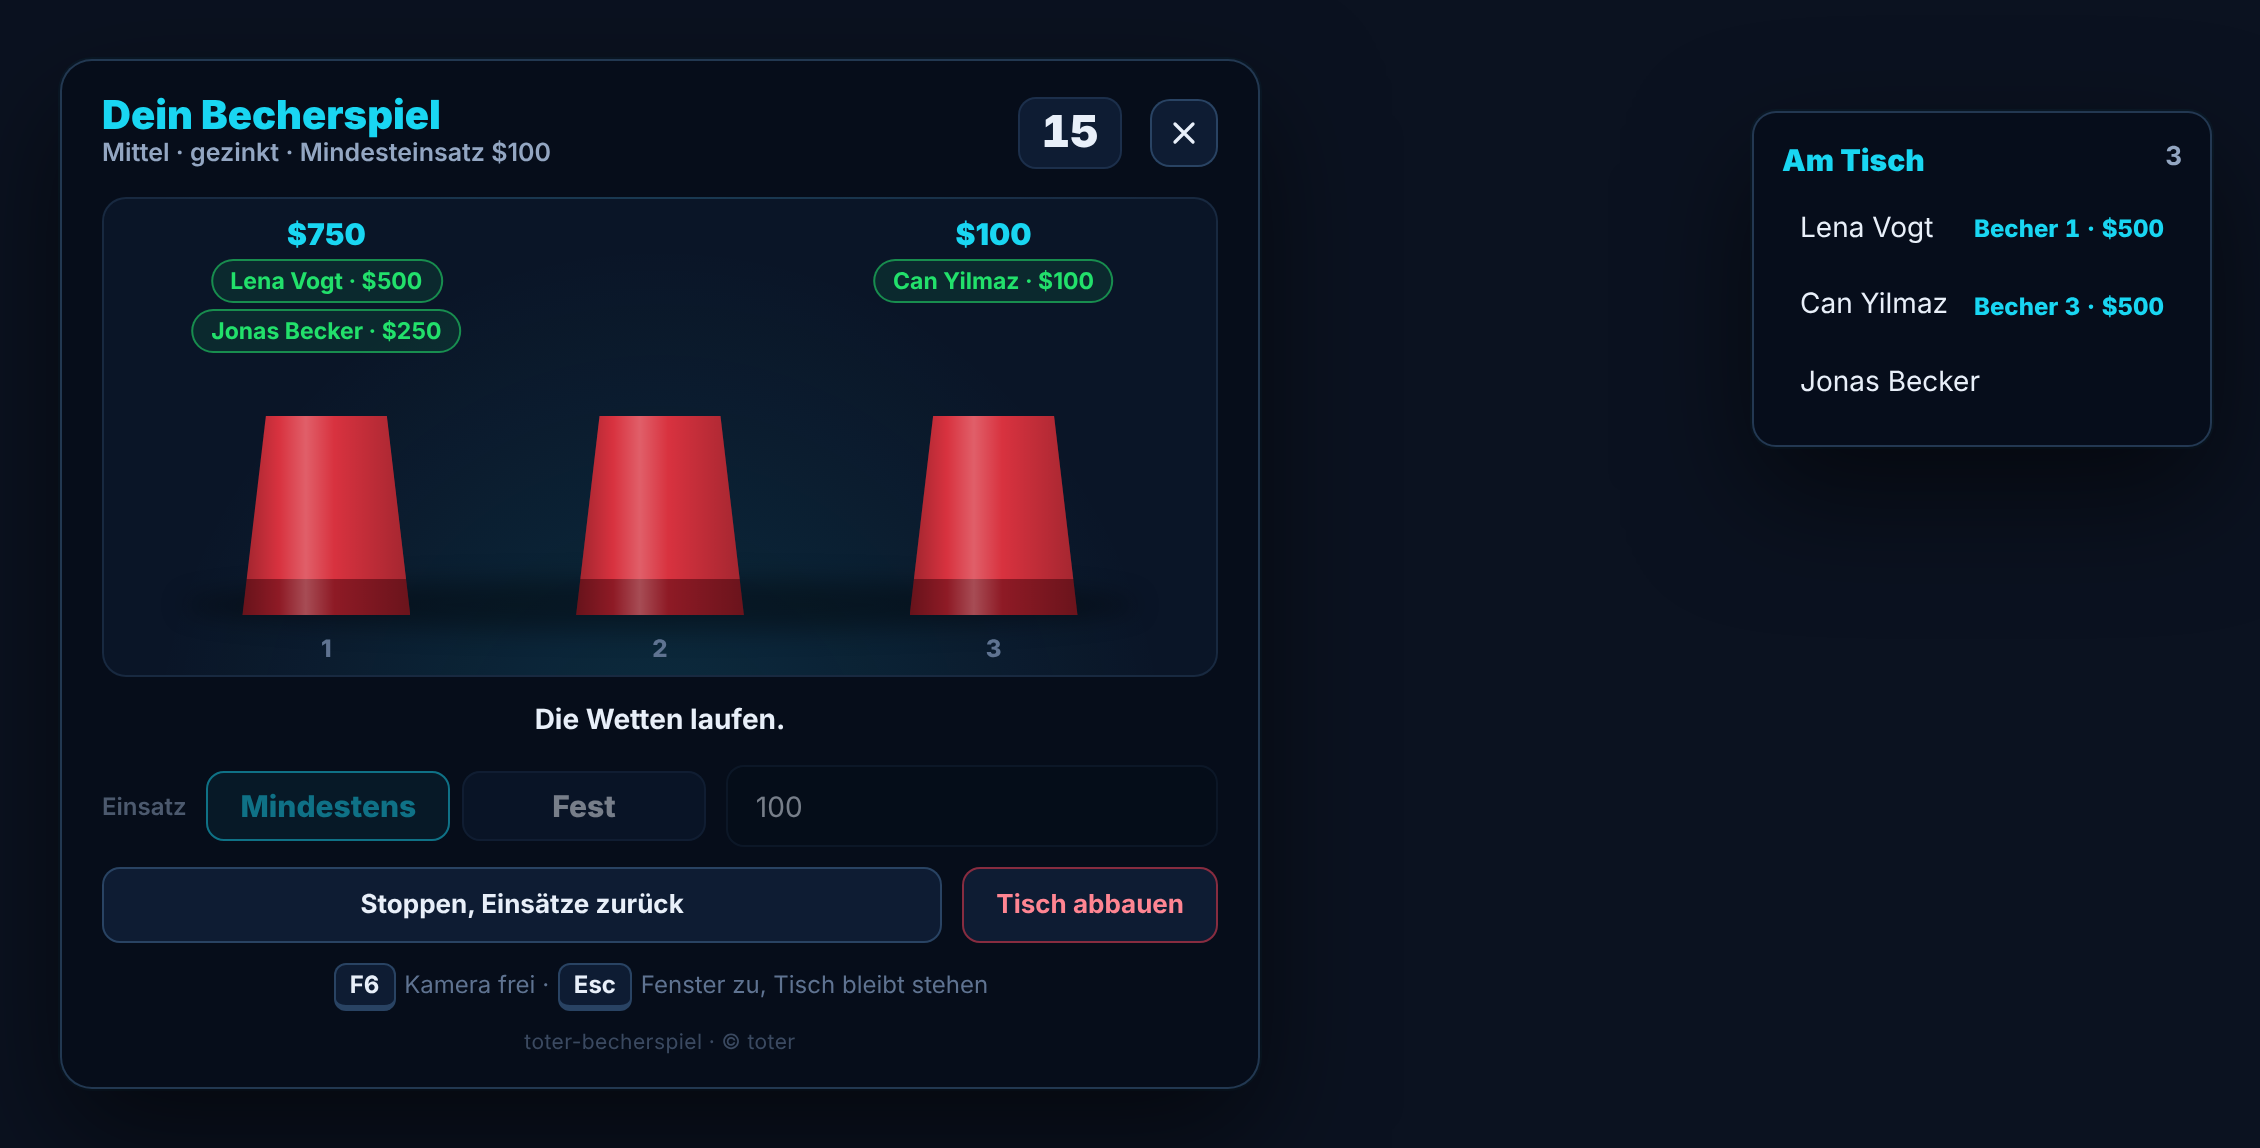 Dein Becherspiel
Mittel · gezinkt · Mindesteinsatz $100
15
$750
Lena Vogt · $500
Jonas Becker · $250
$100
Can Yilmaz · $100
1
2
3
Die Wetten laufen.
Einsatz Mindestens Fest 100
Stoppen, Einsätze zurück Tisch abbauen
F6 Kamera frei · Esc Fenster zu, Tisch bleibt stehen
toter-becherspiel · © toter
Am Tisch 3
Lena Vogt Becher 1 · $500
Can Yilmaz Becher 3 · $500
Jonas Becker